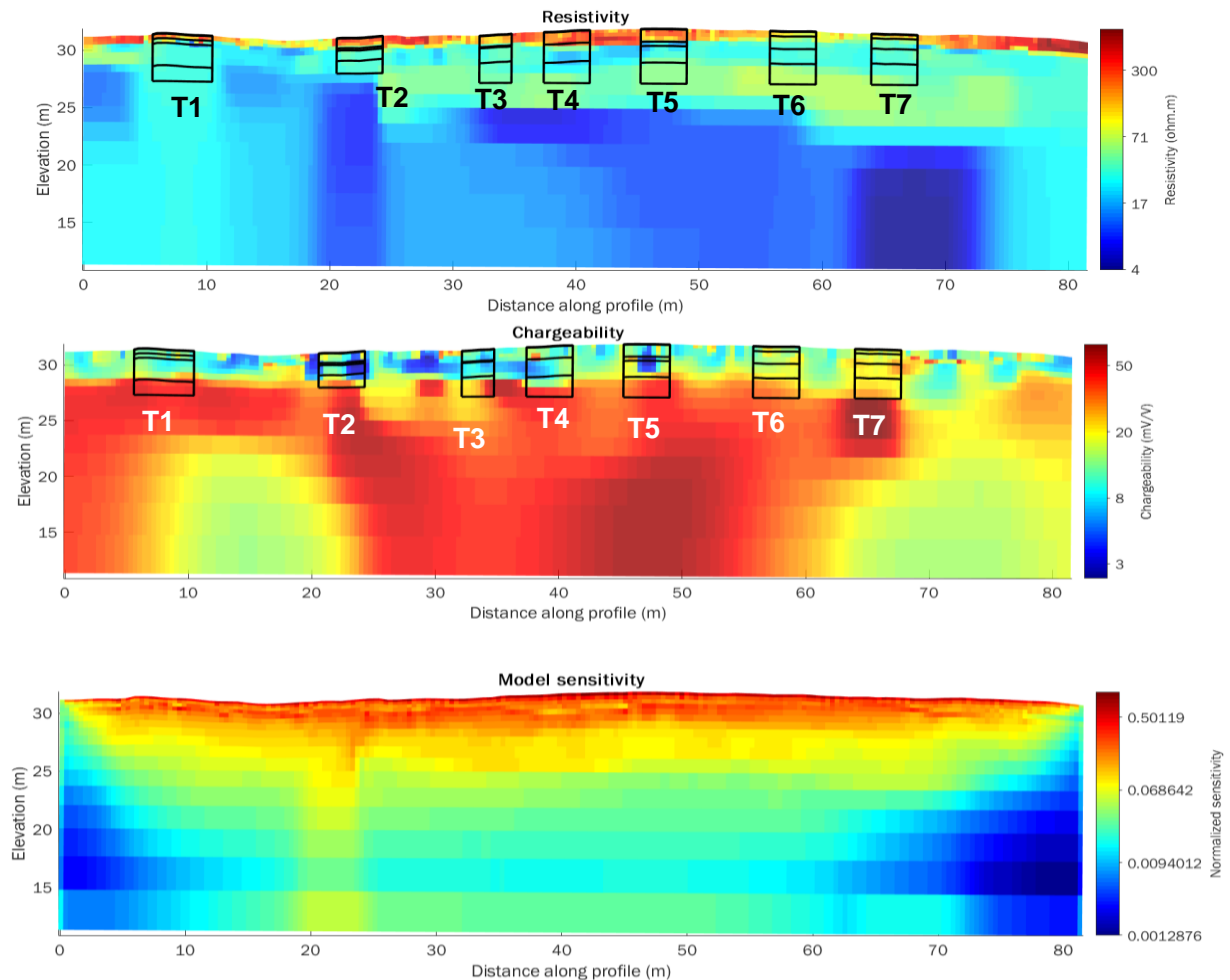 Resistivity
30
25
20
15
Elevation (m)
T1
T2
T3
T4
T5
T6
T7
0 10 20 30 40 50 60 70 80
Distance along profile (m)
300
71
17
4
Resistivity (ohm.m)
Chargeability
30
25
20
15
Elevation (m)
T1
T2
T3
T4
T5
T6
T7
0 10 20 30 40 50 60 70 80
Distance along profile (m)
50
20
8
3
Chargeability (mV/V)
Model sensitivity
30
25
20
15
Elevation (m)
0 10 20 30 40 50 60 70 80
Distance along profile (m)
0.50119
0.068642
0.0094012
0.0012876
Normalized sensitivity